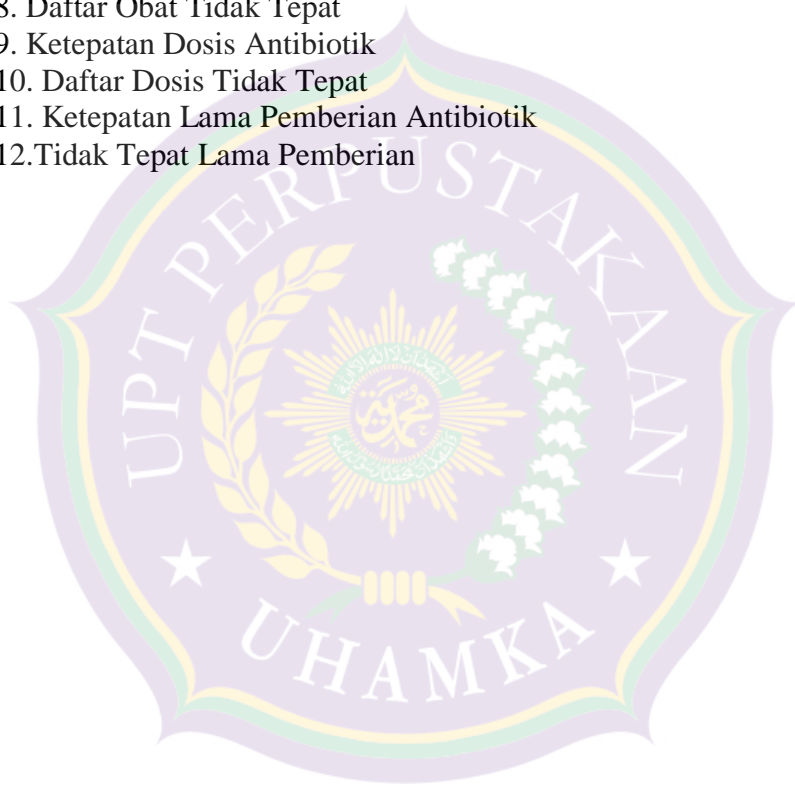 8. Daftar Obat Tidak Tepat
9. Ketepatan Dosis Antibiotik
10. Daftar Dosis Tidak Tepat
11. Ketepatan Lama Pemberian Antibiotik
12.Tidak Tepat Lama Pemberian
UPT PERPUSTAKAAN
UHAMKA